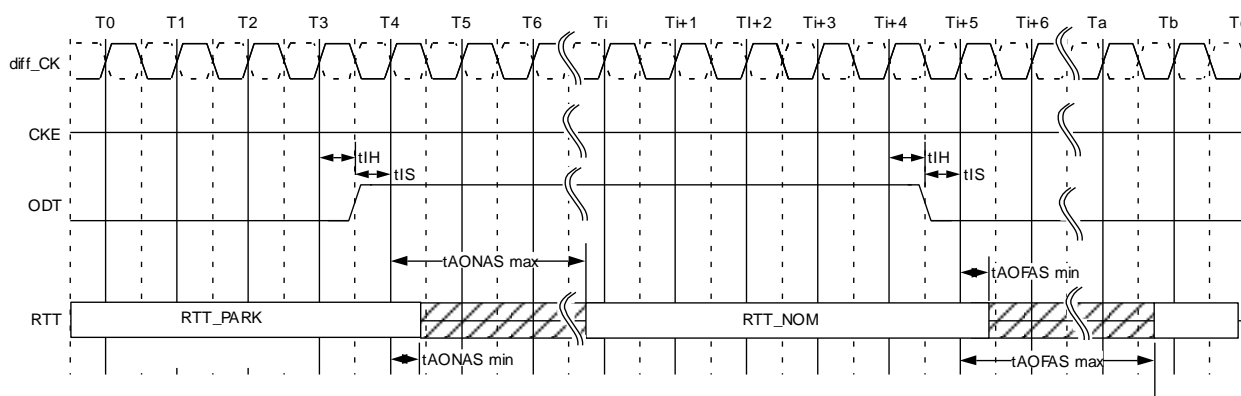 T0 T1 T2 T3 T4 T5 T6 Ti Ti+1 TI+2 Ti+3 Ti+4 Ti+5 Ti+6 Ta Tb
diff_CK
CKE
tIH tIH
tIS tIS
ODT
tAONAS max tAOFAS min
RTT RTT_PARK RTT_NOM
tAONAS min tAOFAS max